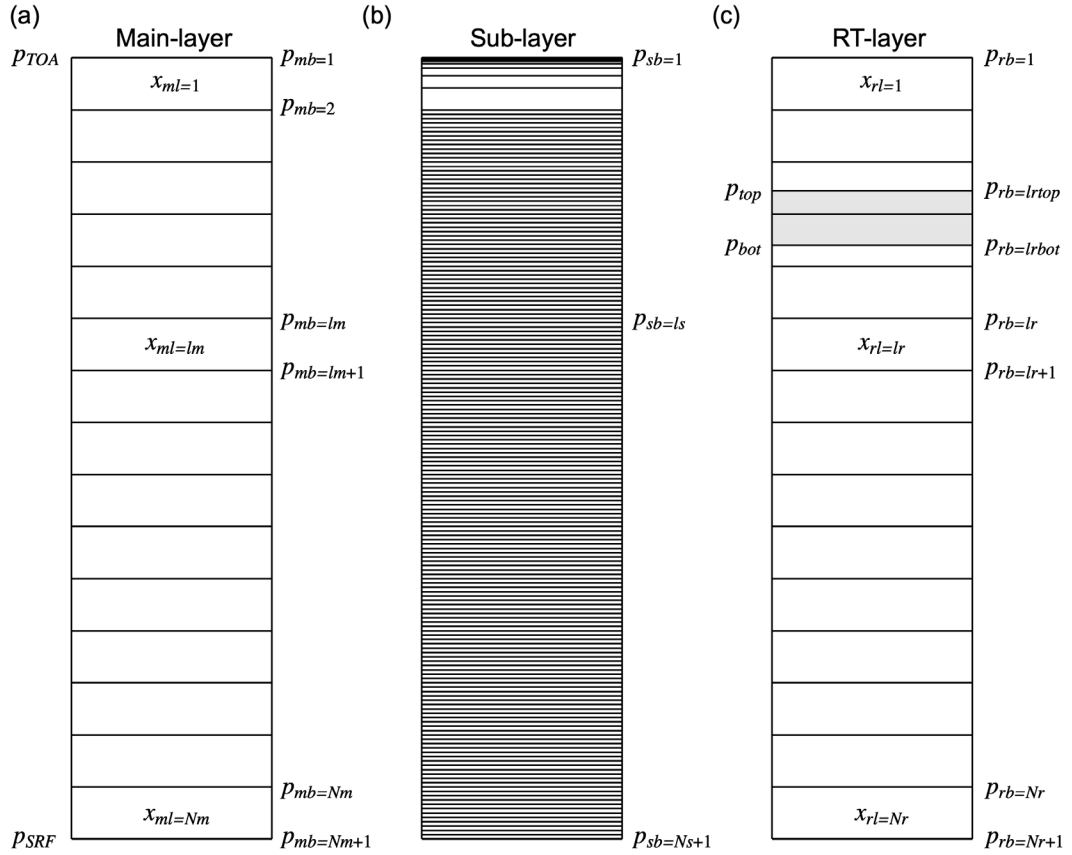 (a) (b) (c)
Main-layer Sub-layer RT-layer
p_TOA p_mb=1 p_sb=1 p_rb=1
x_ml=1 x_rl=1
p_mb=2
p_top p_rb=lrtop
p_bot p_rb=lrbot
p_mb=lm p_sb=ls p_rb=lr
x_ml=lm x_rl=lr
p_mb=lm+1 p_rb=lr+1
p_mb=Nm p_rb=Nr
x_ml=Nm x_rl=Nr
p_SRF p_mb=Nm+1 p_sb=Ns+1 p_rb=Nr+1